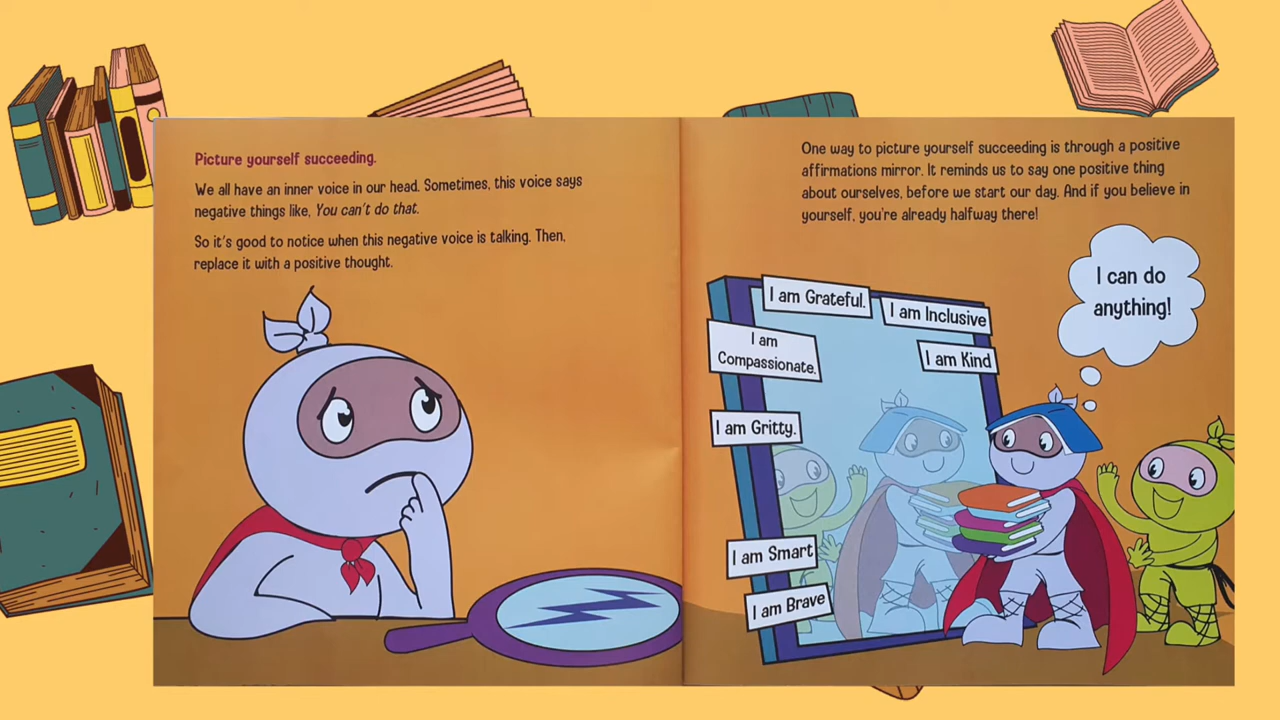 Picture yourself succeeding.
We all have an inner voice in our head. Sometimes, this voice says
negative things like, You can't do that.
So it's good to notice when this negative voice is talking. Then,
replace it with a positive thought.
One way to picture yourself succeeding is through a positive
affirmations mirror. It reminds us to say one positive thing
about ourselves, before we start our day. And if you believe in
yourself, you're already halfway there!
I can do
anything!
I am Grateful.
I am Inclusive
I am
Compassionate.
I am Kind
I am Gritty.
I am Smart
I am Brave